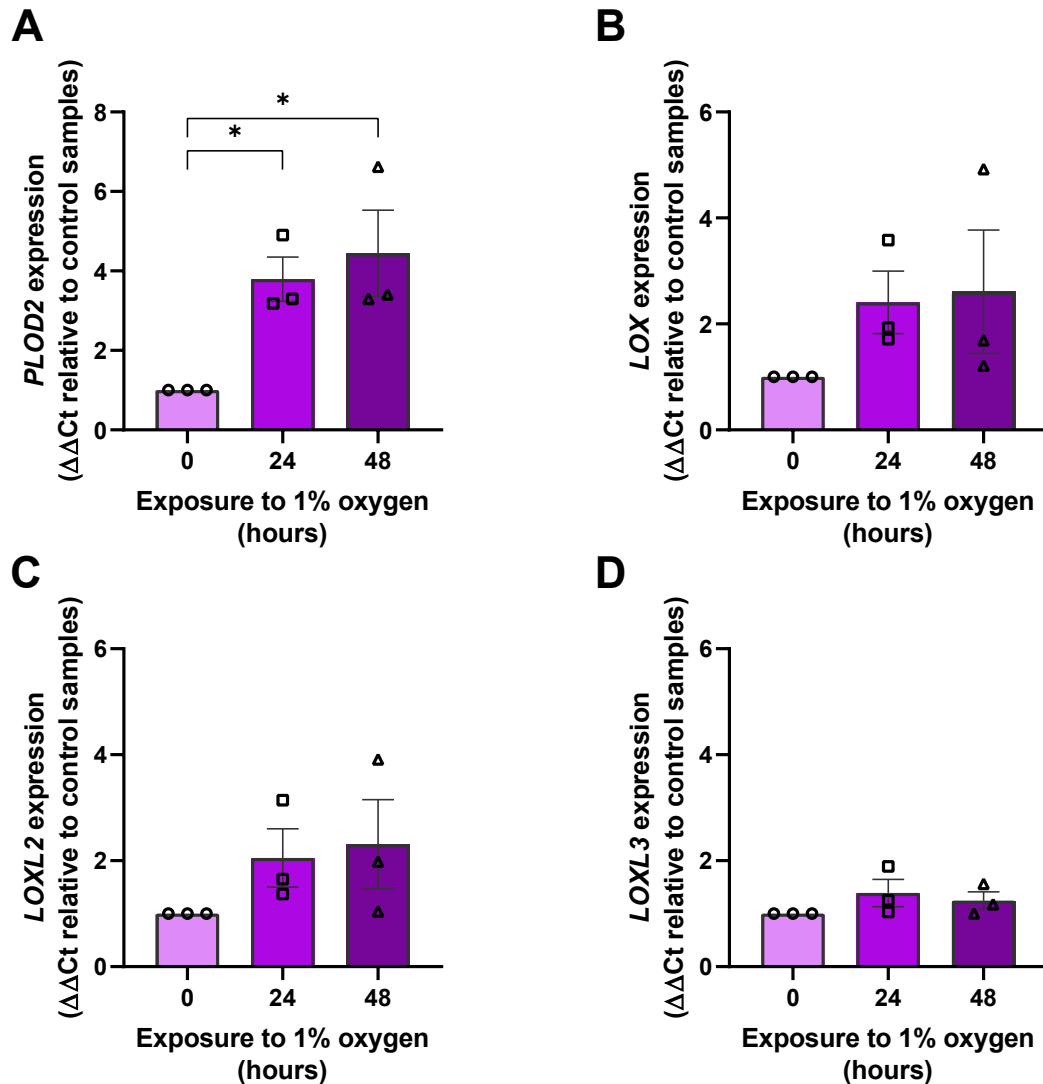 A
PLOD2 expression
(ΔΔCt relative to control samples)
8
6
4
2
0
*
*
0 24 48
Exposure to 1% oxygen
(hours)
B
LOX expression
(ΔΔCt relative to control samples)
6
4
2
0
0 24 48
Exposure to 1% oxygen
(hours)
C
LOXL2 expression
(ΔΔCt relative to control samples)
6
4
2
0
0 24 48
Exposure to 1% oxygen
(hours)
D
LOXL3 expression
(ΔΔCt relative to control samples)
6
4
2
0
0 24 48
Exposure to 1% oxygen
(hours)